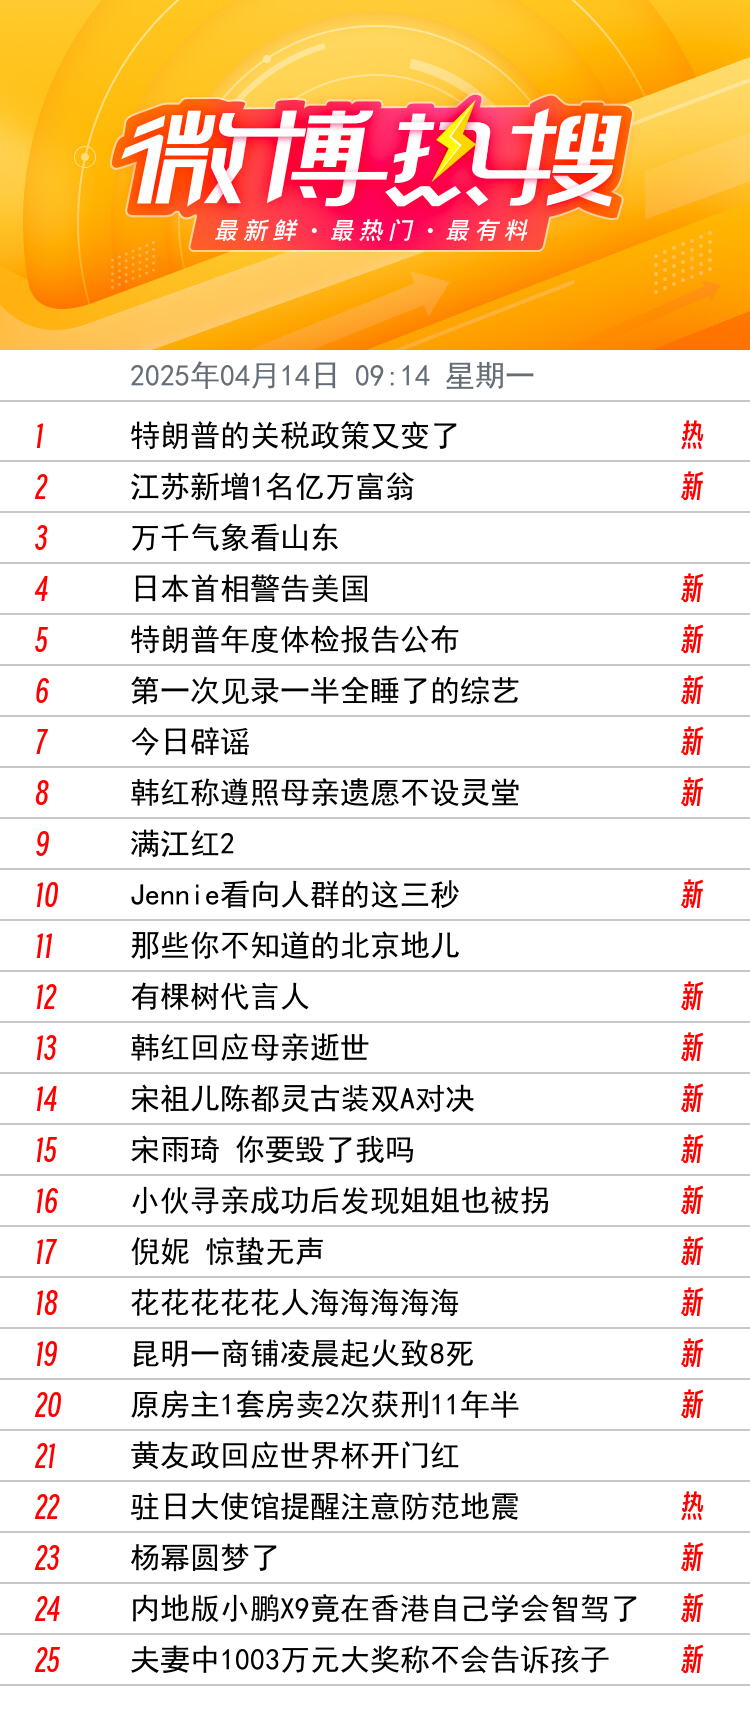 微博热搜
最新鲜·最热门·最有料
2025年04月14日 09:14 星期一
1 特朗普的关税政策又变了 热
2 江苏新增1名亿万富翁 新
3 万千气象看山东
4 日本首相警告美国 新
5 特朗普年度体检报告公布 新
6 第一次见录一半全睡了的综艺 新
7 今日辟谣 新
8 韩红称遵照母亲遗愿不设灵堂 新
9 满江红2
10 Jennie看向人群的这三秒 新
11 那些你不知道的北京地儿
12 有棵树代言人 新
13 韩红回应母亲逝世 新
14 宋祖儿陈都灵古装双A对决 新
15 宋雨琦 你要毁了我吗 新
16 小伙寻亲成功后发现姐姐也被拐 新
17 倪妮 惊蛰无声 新
18 花花花花花人海海海海海 新
19 昆明一商铺凌晨起火致8死 新
20 原房主1套房卖2次获刑11年半 新
21 黄友政回应世界杯开门红
22 驻日大使馆提醒注意防范地震 热
23 杨幂圆梦了 新
24 内地版小鹏X9竟在香港自己学会智驾了 新
25 夫妻中1003万元大奖称不会告诉孩子 新